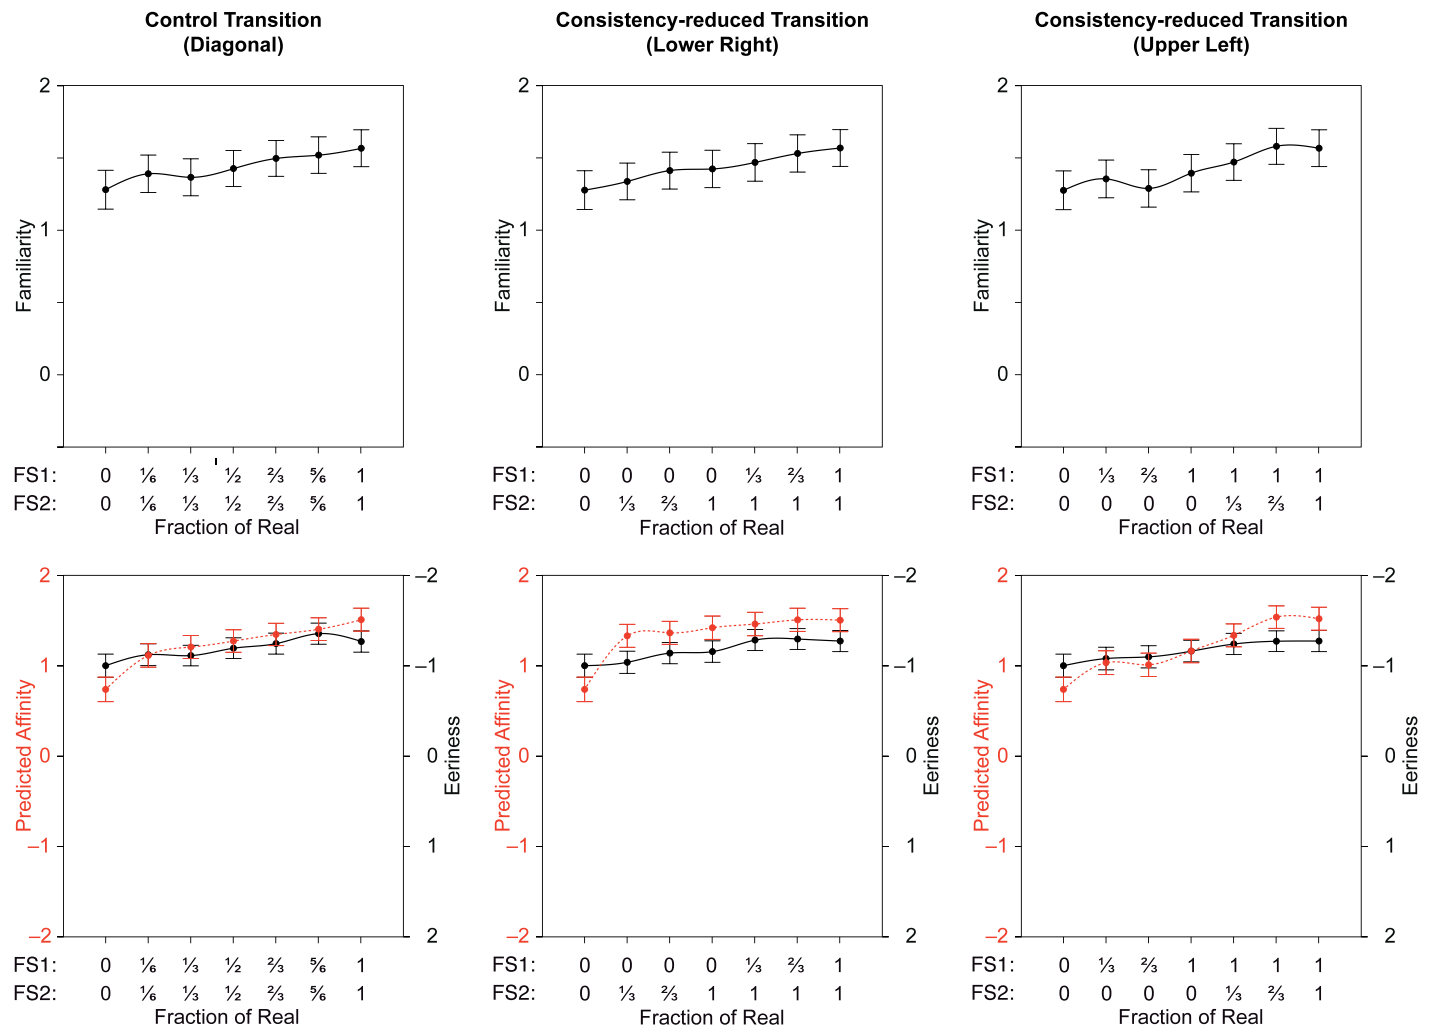 Control Transition
(Diagonal)
Consistency-reduced Transition
(Lower Right)
Consistency-reduced Transition
(Upper Left)
2
1
0
Familiarity
FS1: 0 ⅙ ⅓ ½ ⅔ ⅚ 1
FS2: 0 ⅙ ⅓ ½ ⅔ ⅚ 1
Fraction of Real
2
1
0
Familiarity
FS1: 0 0 0 0 ⅓ ⅔ 1
FS2: 0 ⅓ ⅔ 1 1 1 1
Fraction of Real
2
1
0
Familiarity
FS1: 0 ⅓ ⅔ 1 1 1 1
FS2: 0 0 0 0 ⅓ ⅔ 1
Fraction of Real
2 –2
1 –1
0 0
–1 1
–2 2
Predicted Affinity
Eeriness
FS1: 0 ⅙ ⅓ ½ ⅔ ⅚ 1
FS2: 0 ⅙ ⅓ ½ ⅔ ⅚ 1
Fraction of Real
2 –2
1 –1
0 0
–1 1
–2 2
Predicted Affinity
Eeriness
FS1: 0 0 0 0 ⅓ ⅔ 1
FS2: 0 ⅓ ⅔ 1 1 1 1
Fraction of Real
2 –2
1 –1
0 0
–1 1
–2 2
Predicted Affinity
Eeriness
FS1: 0 ⅓ ⅔ 1 1 1 1
FS2: 0 0 0 0 ⅓ ⅔ 1
Fraction of Real